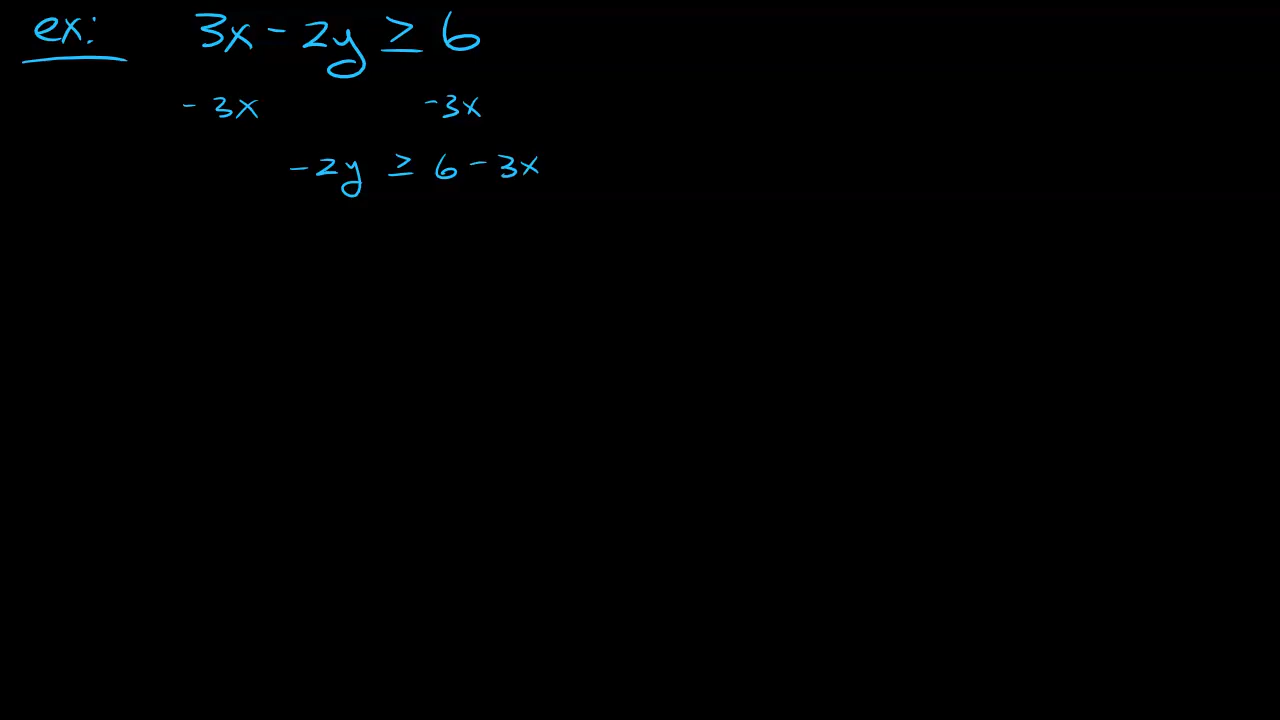 ex: 3x - 2y ≥ 6
- 3x -3x
-2y ≥ 6 - 3x